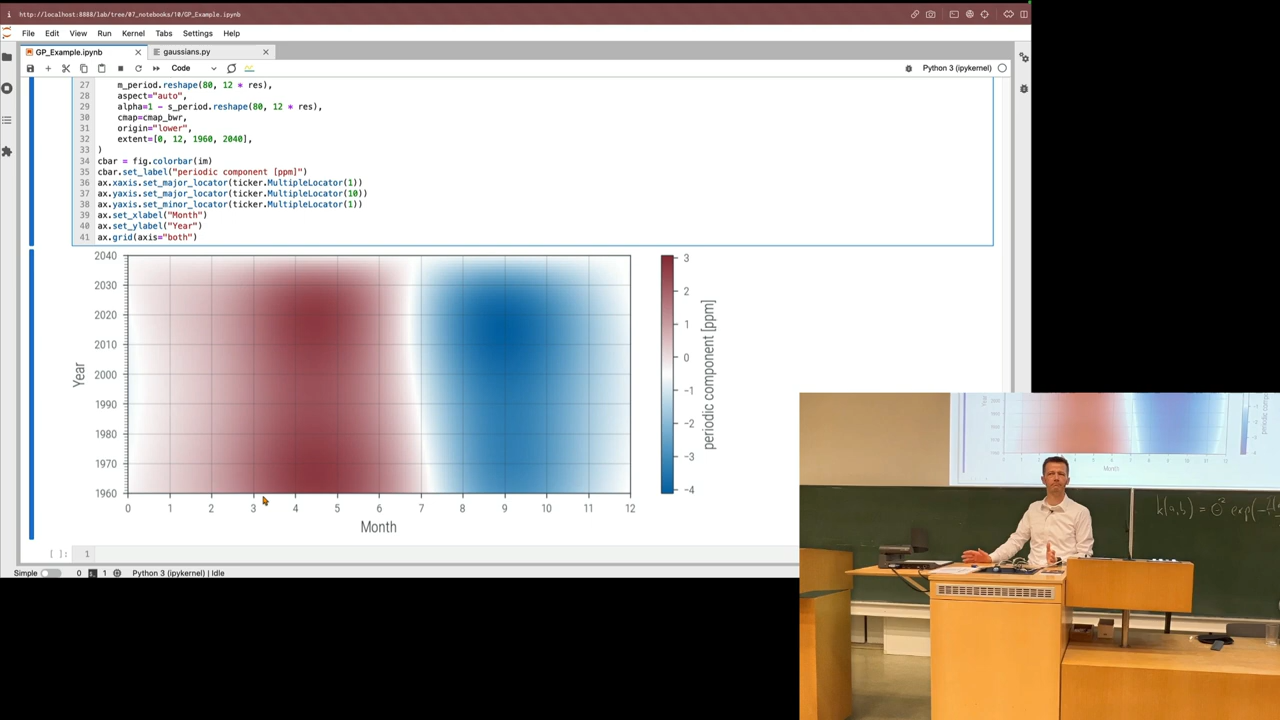 http://localhost:8888/lab/tree/07_notebooks/10/GP_Example.ipynb
File Edit View Run Kernel Tabs Settings Help
GP_Example.ipynb
gaussians.py
Code
Python 3 (ipykernel)
27 m_period.reshape(80, 12 * res),
28 aspect="auto",
29 alpha=1 - s_period.reshape(80, 12 * res),
30 cmap=cmap_bwr,
31 origin="lower",
32 extent=[0, 12, 1960, 2040],
33 )
34 cbar = fig.colorbar(im)
35 cbar.set_label("periodic component [ppm]")
36 ax.xaxis.set_major_locator(ticker.MultipleLocator(1))
37 ax.yaxis.set_major_locator(ticker.MultipleLocator(10))
38 ax.yaxis.set_minor_locator(ticker.MultipleLocator(1))
39 ax.set_xlabel("Month")
40 ax.set_ylabel("Year")
41 ax.grid(axis="both")
2040
2030
2020
2010
2000
1990
1980
1970
1960
Year
0 1 2 3 4 5 6 7 8 9 10 11 12
Month
3
2
1
0
−1
−2
−3
−4
periodic component [ppm]
[ ]: 1
Simple 0 1 Python 3 (ipykernel) | Idle
Month
k(a,b) = exp(-